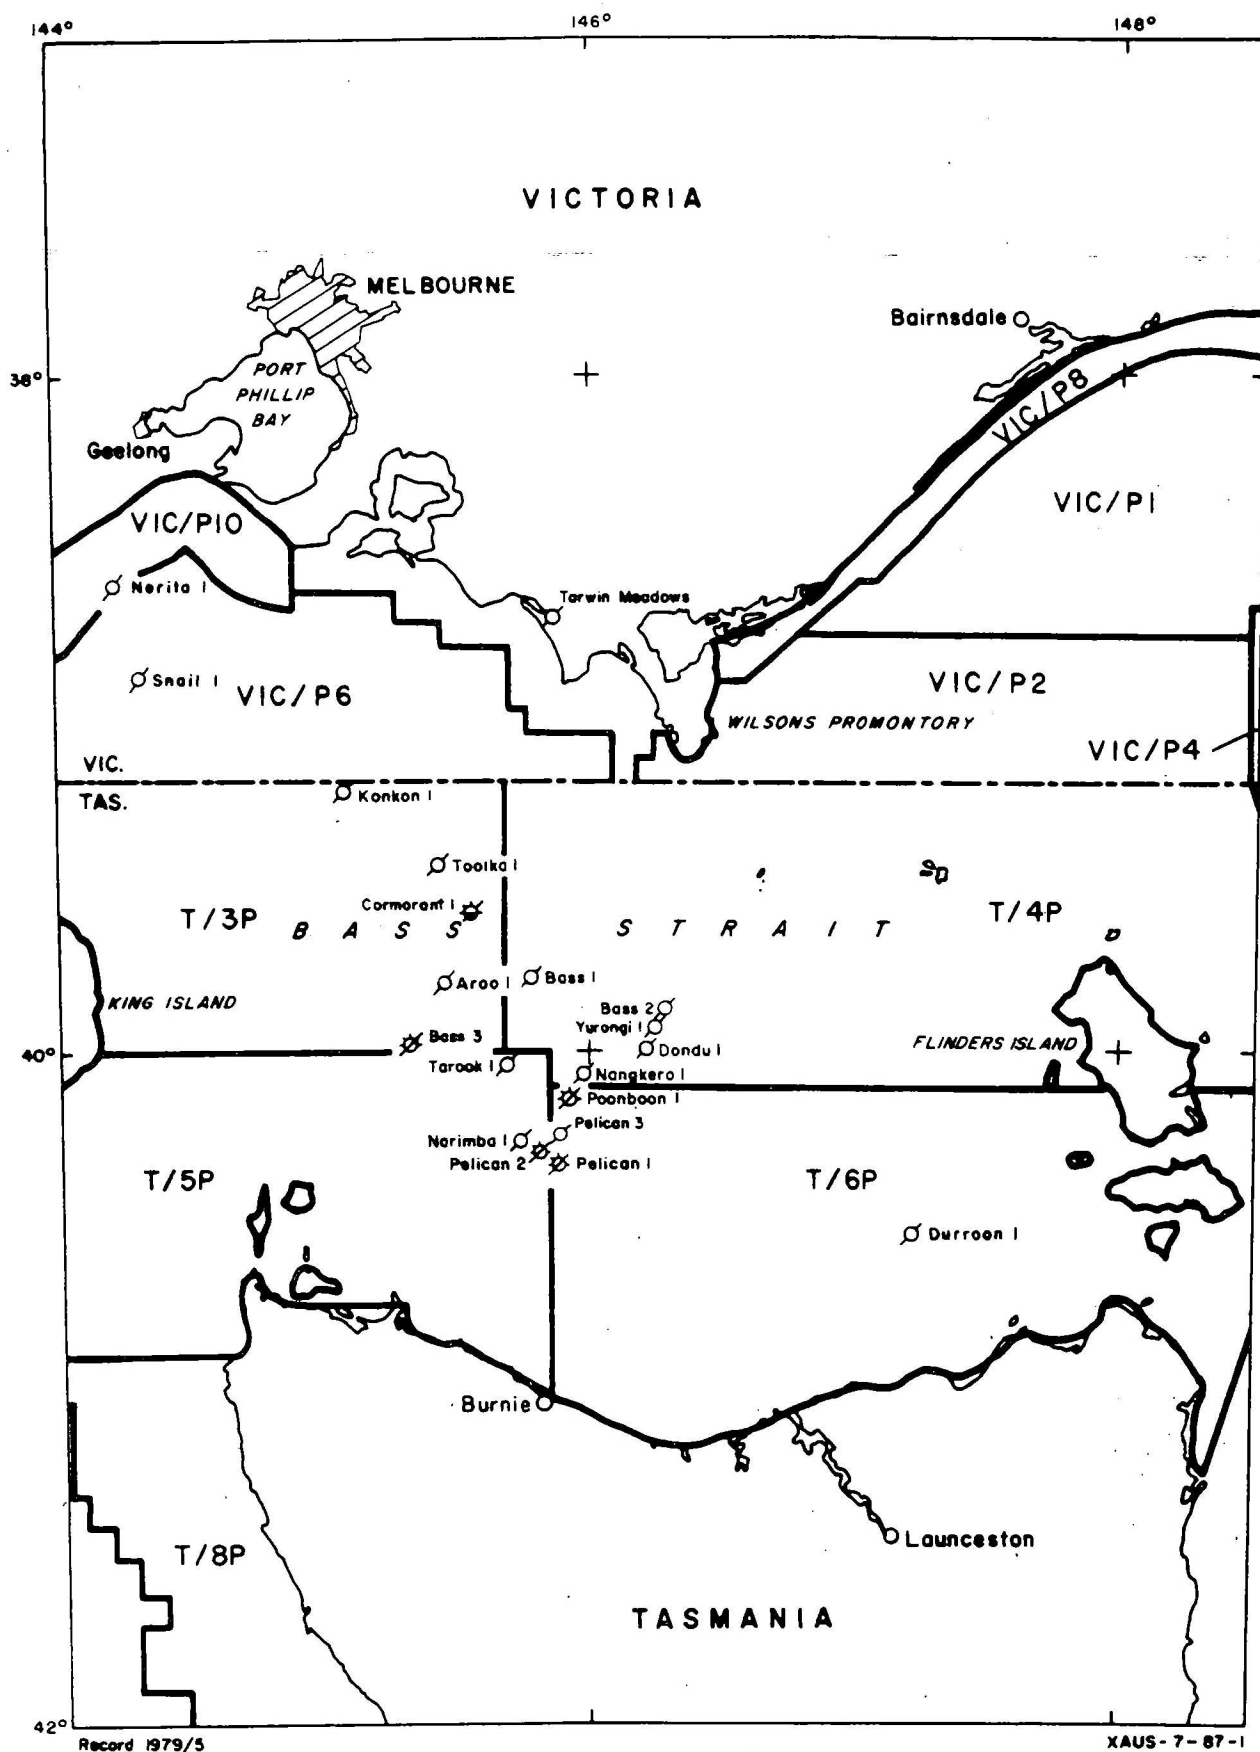 144°
146°
148°
VICTORIA
MELBOURNE
Bairnsdale
38°
PORT
PHILLIP
BAY
VIC/P8
Geelong
VIC/P1
VIC/P10
Nerita 1
Tarwin Meadows
Snail 1
VIC/P6
VIC/P2
WILSONS PROMONTORY
VIC/P4
VIC.
TAS.
Konkon 1
Toolka 1
Cormorant 1
T/3P
T/4P
BASS STRAIT
Aroo 1
Bass 1
KING ISLAND
Bass 2
Yurongi 1
Bass 3
FLINDERS ISLAND
Dondu 1
40°
Tarook 1
Nangkero 1
Poonboon 1
Pelican 3
Narimba 1
Pelican 2
Pelican 1
T/5P
T/6P
Durroon 1
Burnie
Launceston
T/8P
TASMANIA
42°
Record 1979/5
XAUS-7-87-1